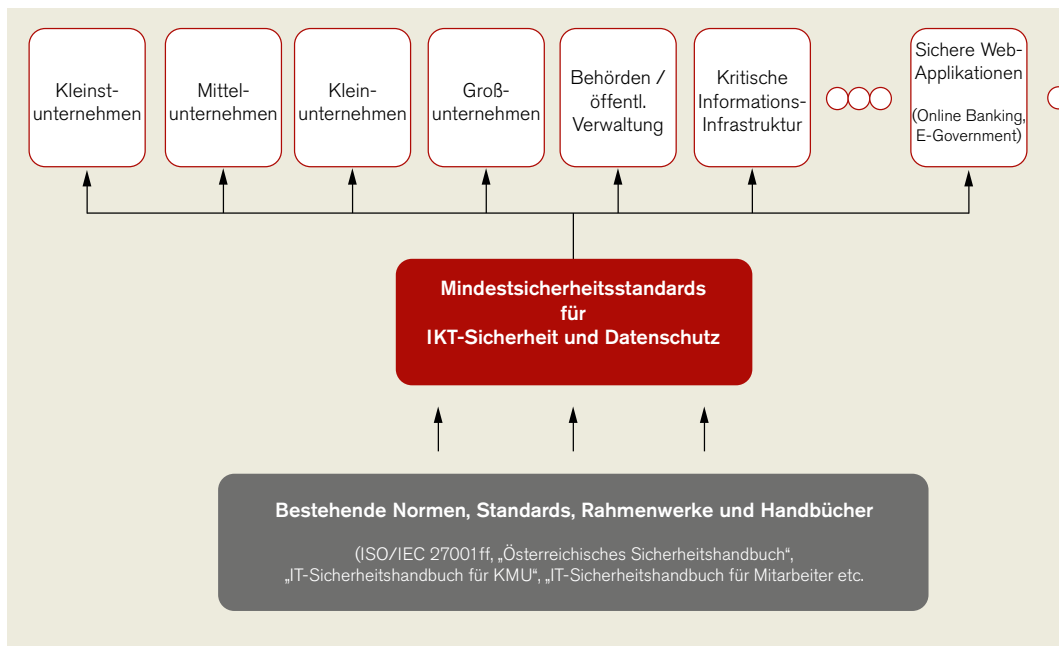 Kleinst-
unternehmen
Mittel-
unternehmen
Klein-
unternehmen
Groß-
unternehmen
Behörden /
öffentl.
Verwaltung
Kritische
Informations-
Infrastruktur
Sichere Web-
Applikationen
(Online Banking,
E-Government)
Mindestsicherheitsstandards
für
IKT-Sicherheit und Datenschutz
Bestehende Normen, Standards, Rahmenwerke und Handbücher
(ISO/IEC 27001ff, „Österreichisches Sicherheitshandbuch“,
„IT-Sicherheitshandbuch für KMU“, „IT-Sicherheitshandbuch für Mitarbeiter etc.